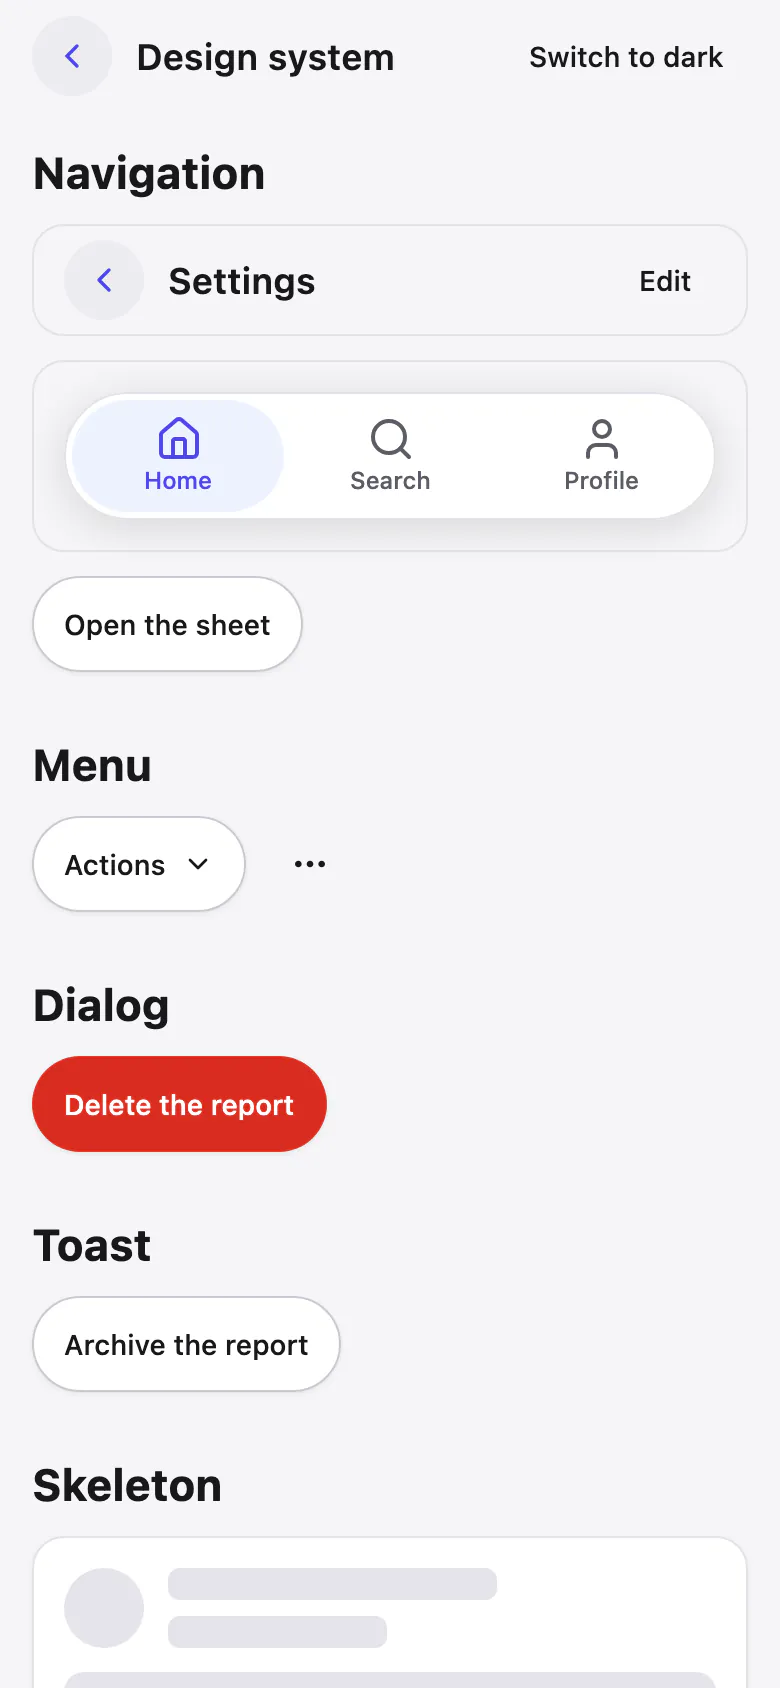 Design system
Switch to dark
Navigation
Settings
Edit
Home
Search
Profile
Open the sheet
Menu
Actions
Dialog
Delete the report
Toast
Archive the report
Skeleton